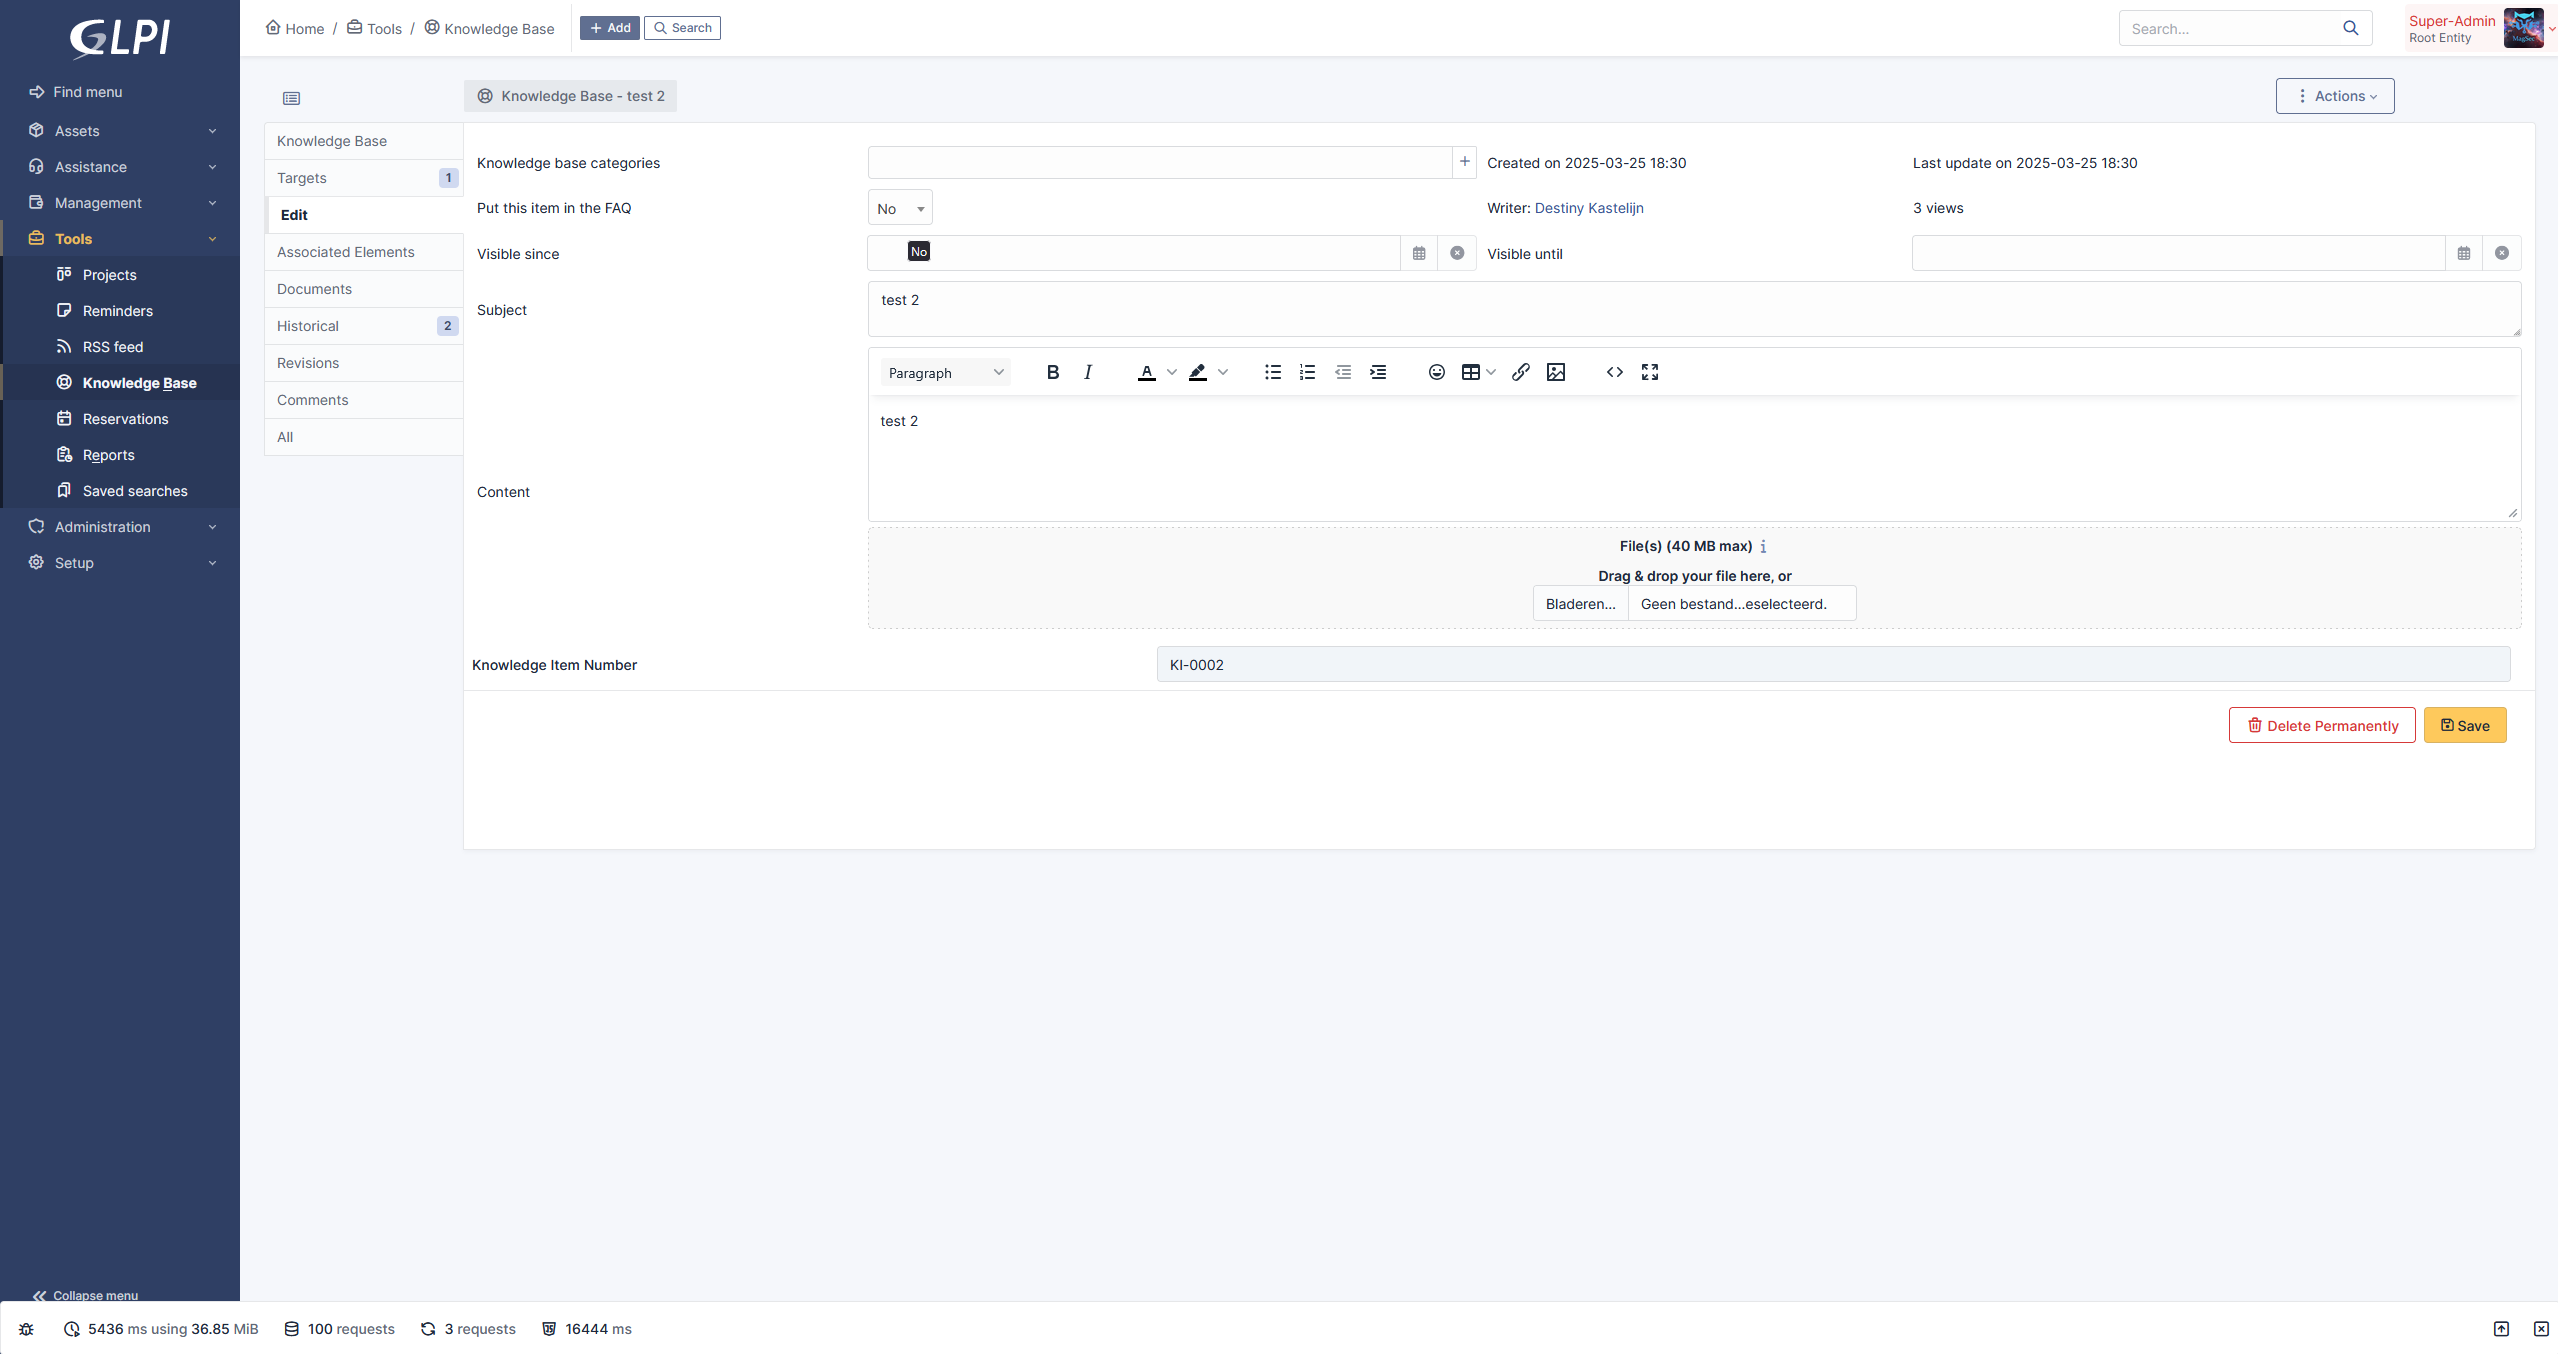 GLPI
Home / Tools / Knowledge Base
Add
Search
Search...
Super-Admin
Root Entity
Find menu
Assets
Assistance
Management
Tools
Projects
Reminders
RSS feed
Knowledge Base
Reservations
Reports
Saved searches
Administration
Setup
Collapse menu
Knowledge Base - test 2
Actions
Knowledge Base
Targets 1
Edit
Associated Elements
Documents
Historical 2
Revisions
Comments
All
Knowledge base categories
Created on 2025-03-25 18:30
Last update on 2025-03-25 18:30
Put this item in the FAQ
No
Writer: Destiny Kastelijn
3 views
Visible since
No
Visible until
Subject
test 2
Paragraph
B I A
test 2
Content
File(s) (40 MB max)
Drag & drop your file here, or
Bladeren... Geen bestand...eselecteerd.
Knowledge Item Number
KI-0002
Delete Permanently
Save
5436 ms using 36.85 MiB
100 requests
3 requests
16444 ms